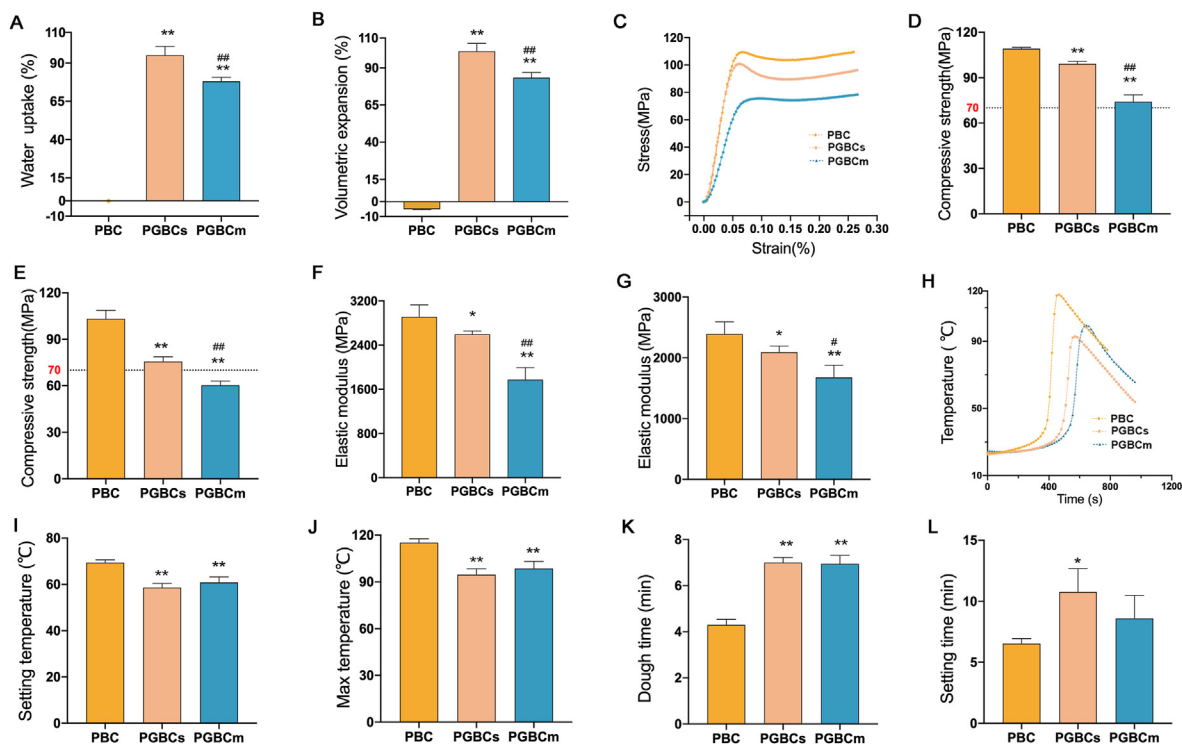 A
Water uptake (%)
110
90
65
40
15
0
-10
**
##
**
PBC PGBCs PGBCm
B
Volumetric expansion (%)
110
90
65
40
15
0
-10
**
##
**
PBC PGBCs PGBCm
C
Stress(MPa)
120
100
80
60
40
20
0
PBC
PGBCs
PGBCm
0.00 0.05 0.10 0.15 0.20 0.25 0.30
Strain(%)
D
Compressive strength(MPa)
120
90
70
60
30
0
**
##
**
PBC PGBCs PGBCm
E
Compressive strength(MPa)
120
90
70
60
30
0
**
##
**
PBC PGBCs PGBCm
F
Elastic modulus (MPa)
3200
2400
1600
800
0
*
##
**
PBC PGBCs PGBCm
G
Elastic modulus (MPa)
3000
2000
1000
0
*
#
**
PBC PGBCs PGBCm
H
Temperature( ℃)
120
90
50
10
PBC
PGBCs
PGBCm
0 400 800 1200
Time (s)
I
Setting temperature (℃)
80
60
40
20
0
**
**
PBC PGBCs PGBCm
J
Max temperature (℃)
120
90
60
30
0
**
**
PBC PGBCs PGBCm
K
Dough time (min)
8
6
4
2
0
**
**
PBC PGBCs PGBCm
L
Setting time (min)
15
10
5
0
*
PBC PGBCs PGBCm